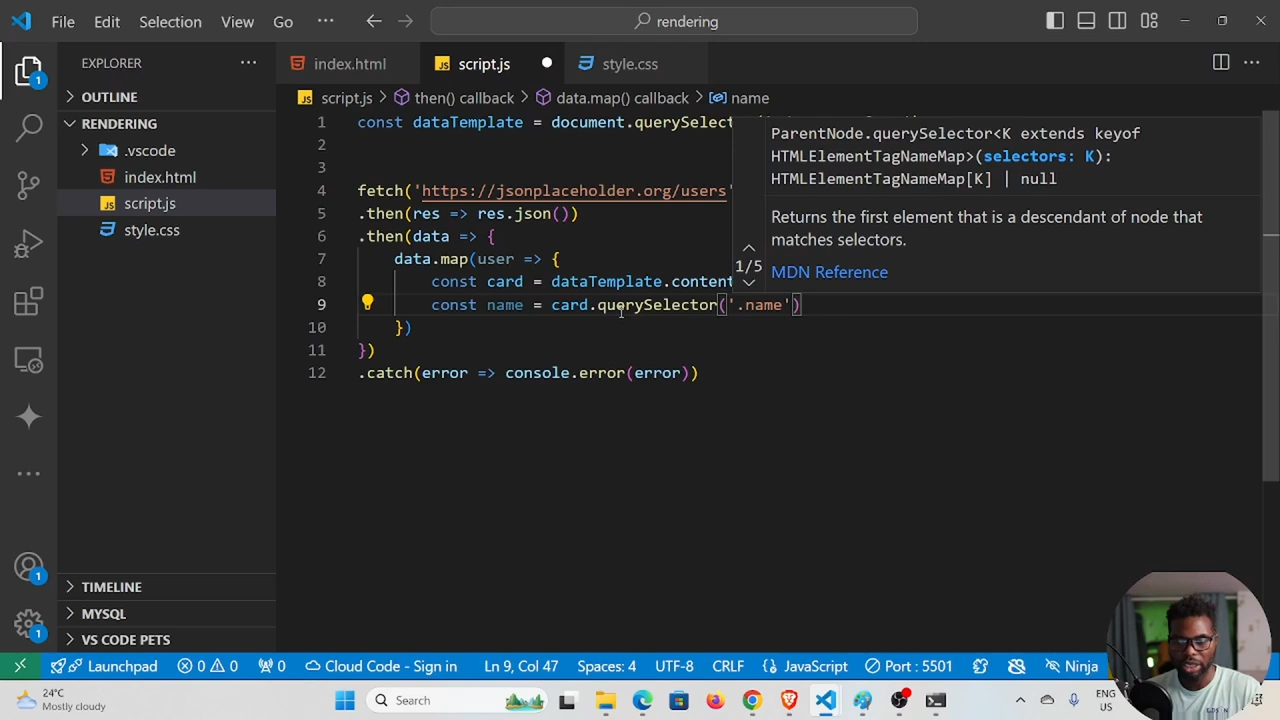 File Edit Selection View Go ··· rendering
EXPLORER ···
index.html
script.js
style.css
···
OUTLINE
RENDERING
.vscode
index.html
script.js
style.css
TIMELINE
MYSQL
VS CODE PETS
1
1
1
script.js > then() callback > data.map() callback > name
1 const dataTemplate = document.querySelect
2
3
4 fetch('https://jsonplaceholder.org/users'
5 .then(res => res.json())
6 .then(data => {
7 data.map(user => {
8 const card = dataTemplate.content
9 const name = card.querySelector('.name')
10 })
11 })
12 .catch(error => console.error(error))
ParentNode.querySelector<K extends keyof
HTMLElementTagNameMap>(selectors: K):
HTMLElementTagNameMap[K] | null
Returns the first element that is a descendant of node that
matches selectors.
1/5
MDN Reference
Launchpad 0 0 0 Cloud Code - Sign in Ln 9, Col 47 Spaces: 4 UTF-8 CRLF JavaScript Port : 5501 Ninja
24°C
Mostly cloudy
Search
ENG
US